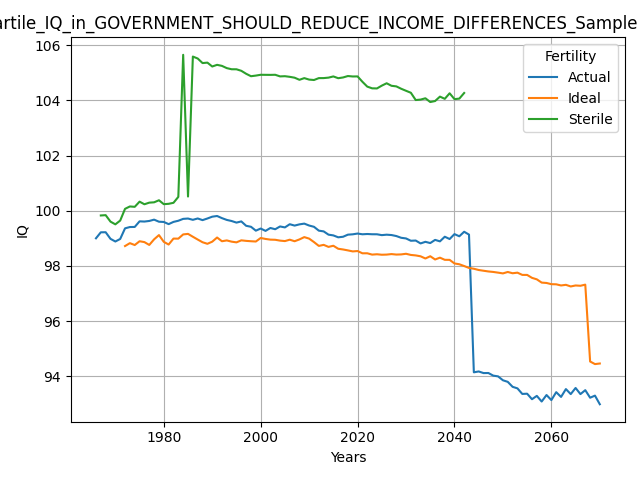 artile_IQ_in_GOVERNMENT_SHOULD_REDUCE_INCOME_DIFFERENCES_Sample
106
104
102
100
98
96
94
IQ
Fertility
Actual
Ideal
Sterile
1980
2000
2020
2040
2060
Years